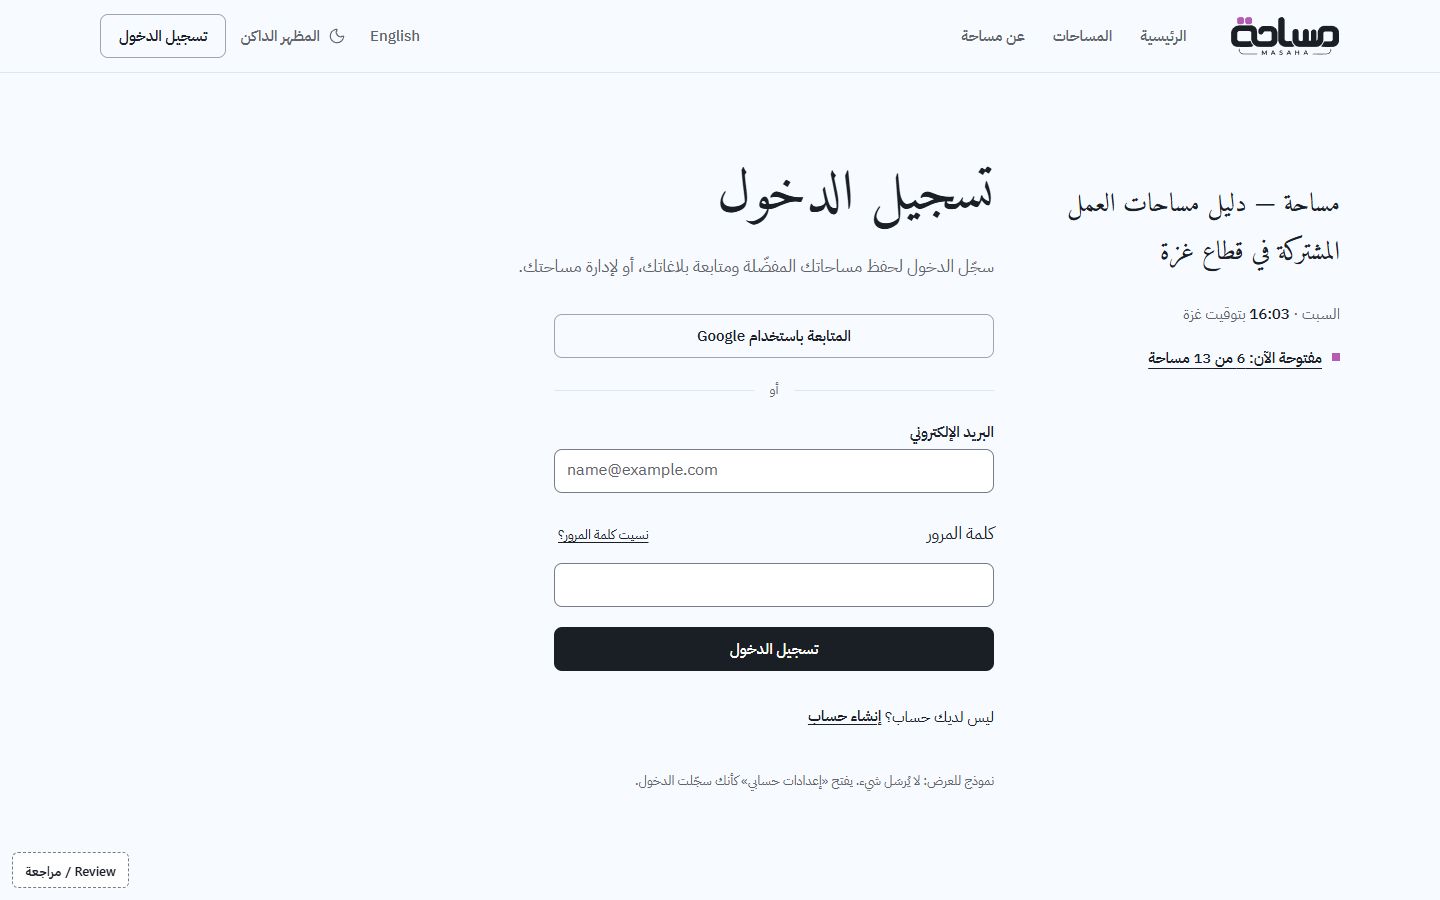 مساحة
MASAHA
الرئيسية
المساحات
عن مساحة
English
المظهر الداكن
تسجيل الدخول
مساحة — دليل مساحات العمل
المشتركة في قطاع غزة
السبت · 16:03 بتوقيت غزة
مفتوحة الآن: 6 من 13 مساحة
تسجيل الدخول
سجّل الدخول لحفظ مساحاتك المفضّلة ومتابعة بلاغاتك، أو لإدارة مساحتك.
المتابعة باستخدام Google
أو
البريد الإلكتروني
name@example.com
كلمة المرور
نسيت كلمة المرور؟
تسجيل الدخول
ليس لديك حساب؟ إنشاء حساب
نموذج للعرض: لا يُرسَل شيء. يفتح «إعدادات حسابي» كأنك سجّلت الدخول.
مراجعة / Review